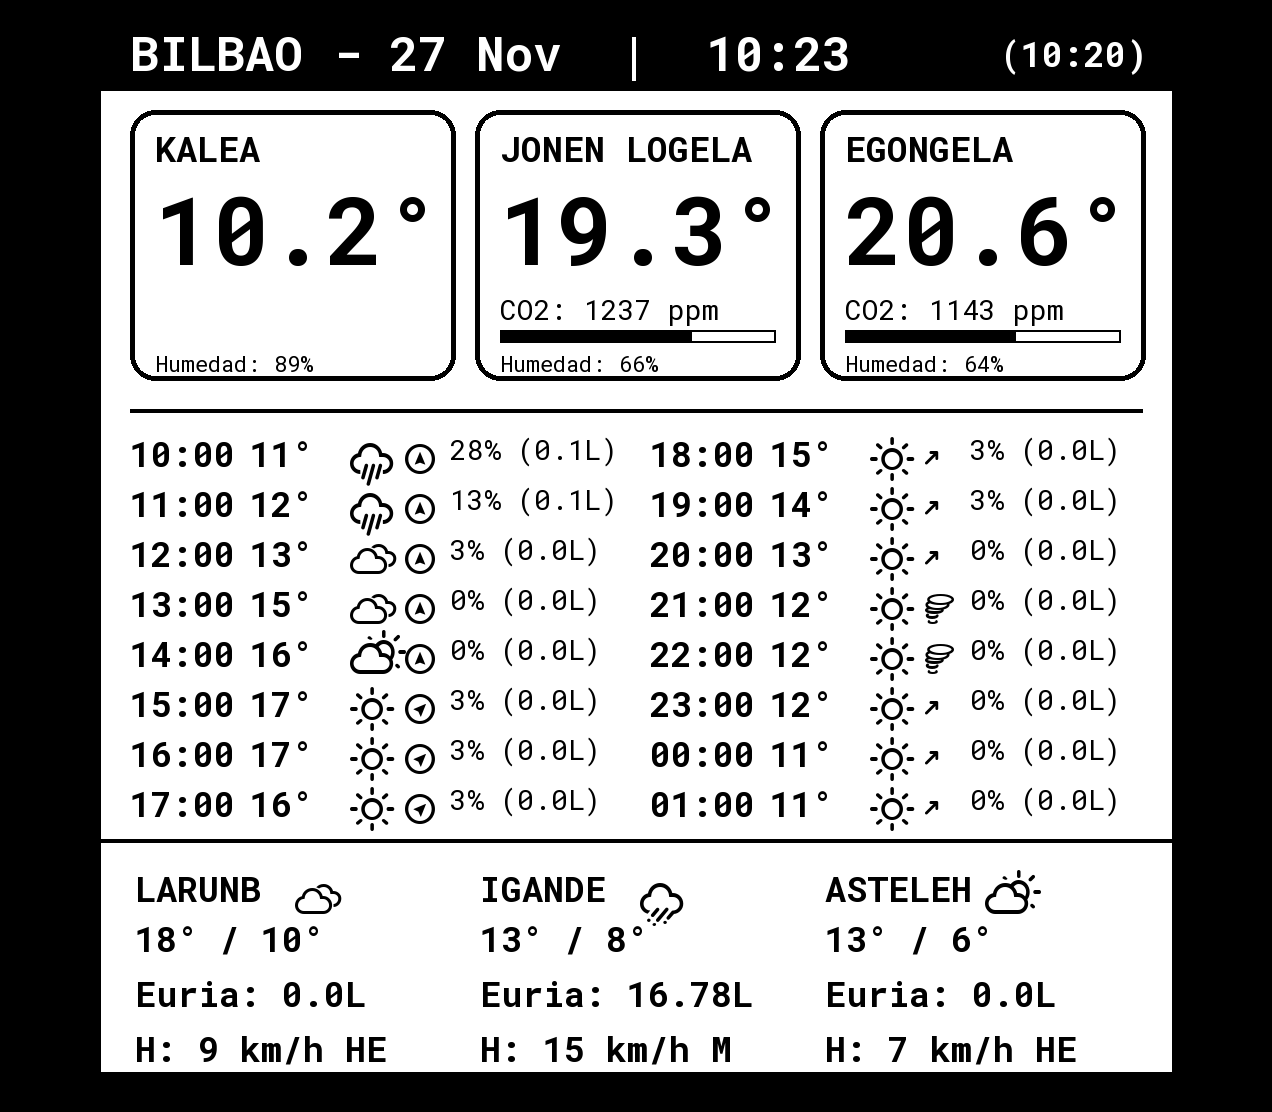 BILBAO - 27 Nov | 10:23 (10:20)
KALEA
10.2°
Humedad: 89%
JONEN LOGELA
19.3°
CO2: 1237 ppm
Humedad: 66%
EGONGELA
20.6°
CO2: 1143 ppm
Humedad: 64%
10:00 11° 28% (0.1L)
11:00 12° 13% (0.1L)
12:00 13° 3% (0.0L)
13:00 15° 0% (0.0L)
14:00 16° 0% (0.0L)
15:00 17° 3% (0.0L)
16:00 17° 3% (0.0L)
17:00 16° 3% (0.0L)
18:00 15° 3% (0.0L)
19:00 14° 3% (0.0L)
20:00 13° 0% (0.0L)
21:00 12° 0% (0.0L)
22:00 12° 0% (0.0L)
23:00 12° 0% (0.0L)
00:00 11° 0% (0.0L)
01:00 11° 0% (0.0L)
LARUNB
18° / 10°
Euria: 0.0L
H: 9 km/h HE
IGANDE
13° / 8°
Euria: 16.78L
H: 15 km/h M
ASTELEH
13° / 6°
Euria: 0.0L
H: 7 km/h HE